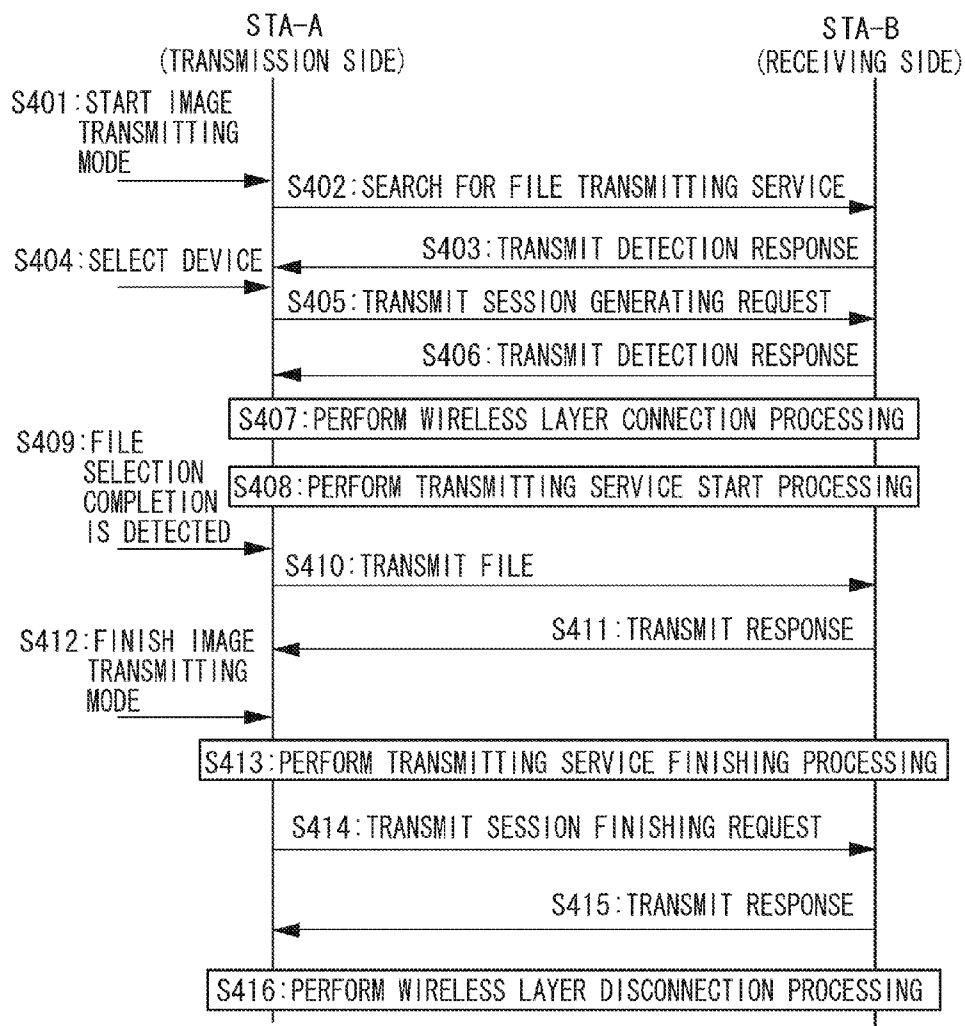 STA-A
(TRANSMISSION SIDE)
STA-B
(RECEIVING SIDE)
S401:START IMAGE
TRANSMITTING
MODE
S402:SEARCH FOR FILE TRANSMITTING SERVICE
S403:TRANSMIT DETECTION RESPONSE
S404:SELECT DEVICE
S405:TRANSMIT SESSION GENERATING REQUEST
S406:TRANSMIT DETECTION RESPONSE
S407:PERFORM WIRELESS LAYER CONNECTION PROCESSING
S409:FILE
SELECTION
COMPLETION
IS DETECTED
S408:PERFORM TRANSMITTING SERVICE START PROCESSING
S410:TRANSMIT FILE
S411:TRANSMIT RESPONSE
S412:FINISH IMAGE
TRANSMITTING
MODE
S413:PERFORM TRANSMITTING SERVICE FINISHING PROCESSING
S414:TRANSMIT SESSION FINISHING REQUEST
S415:TRANSMIT RESPONSE
S416:PERFORM WIRELESS LAYER DISCONNECTION PROCESSING